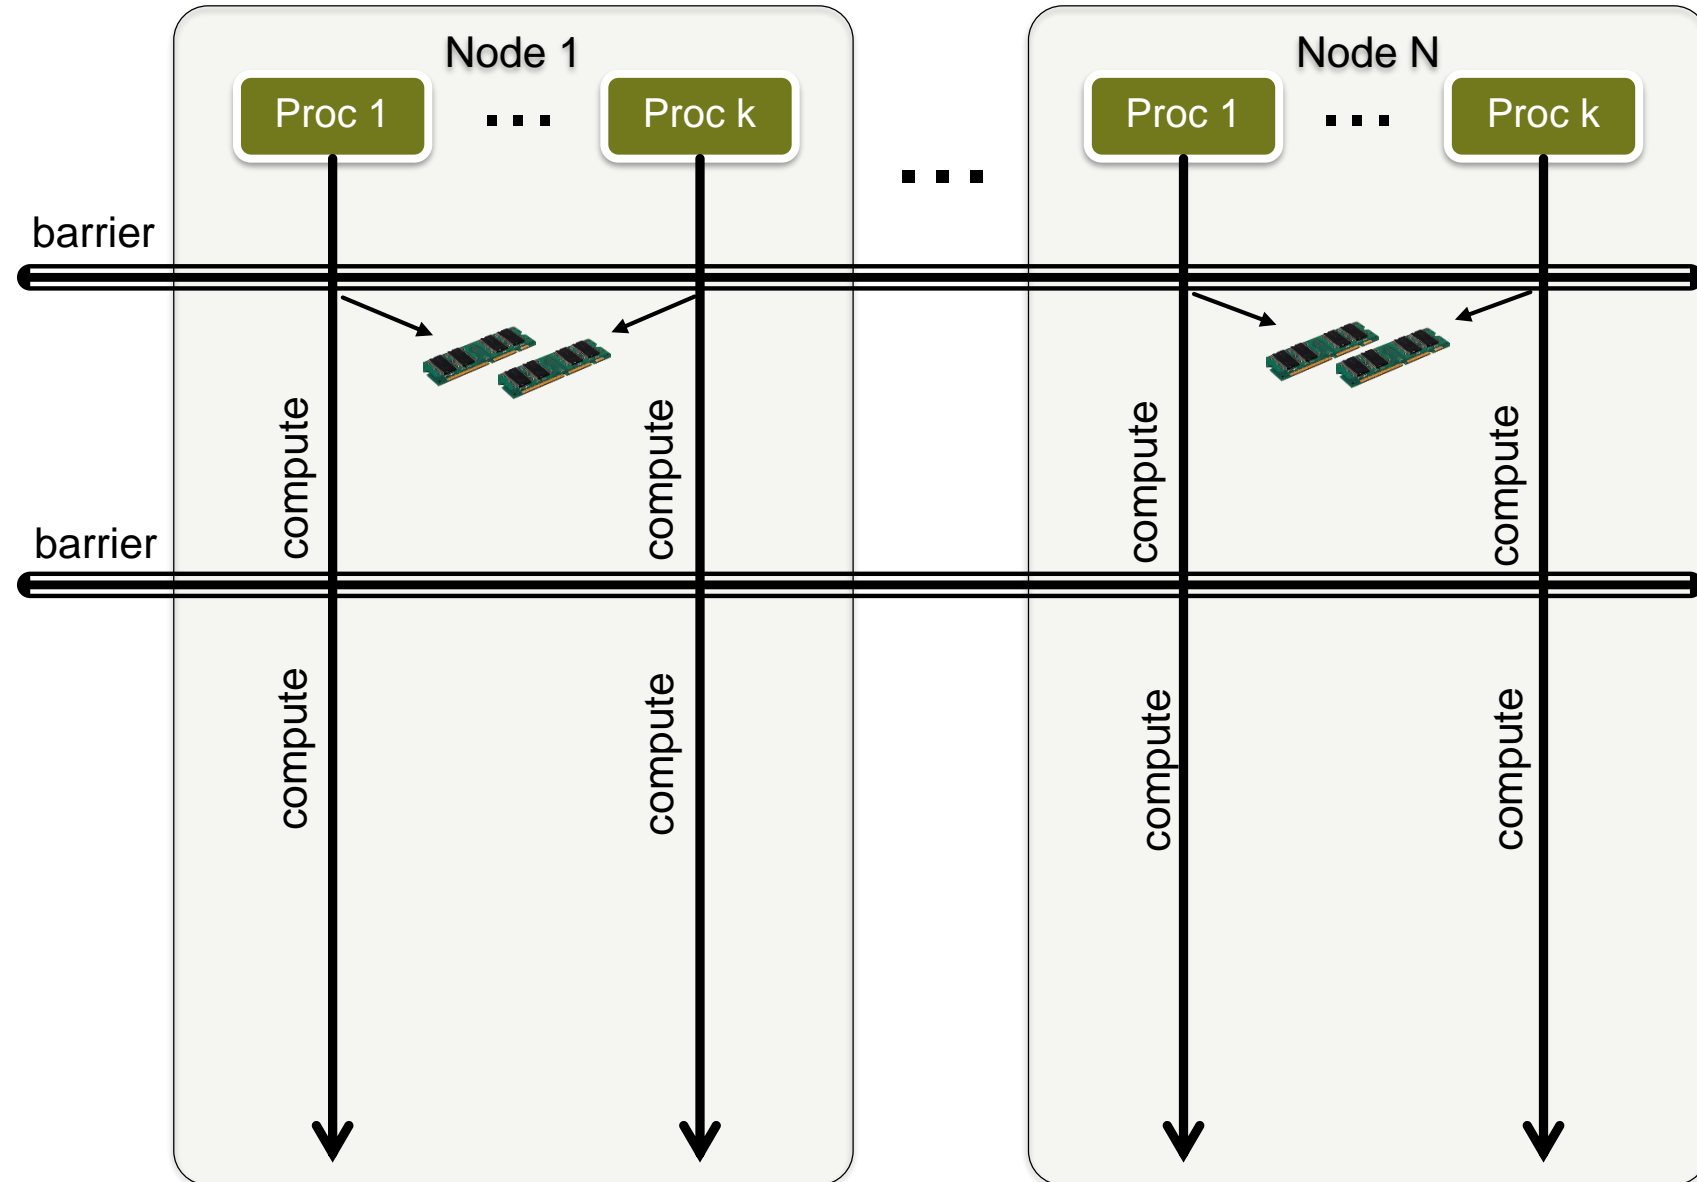 Node 1
Node N
Proc 1
...
Proc k
...
Proc 1
...
Proc k
barrier
compute
compute
compute
compute
barrier
compute
compute
compute
compute